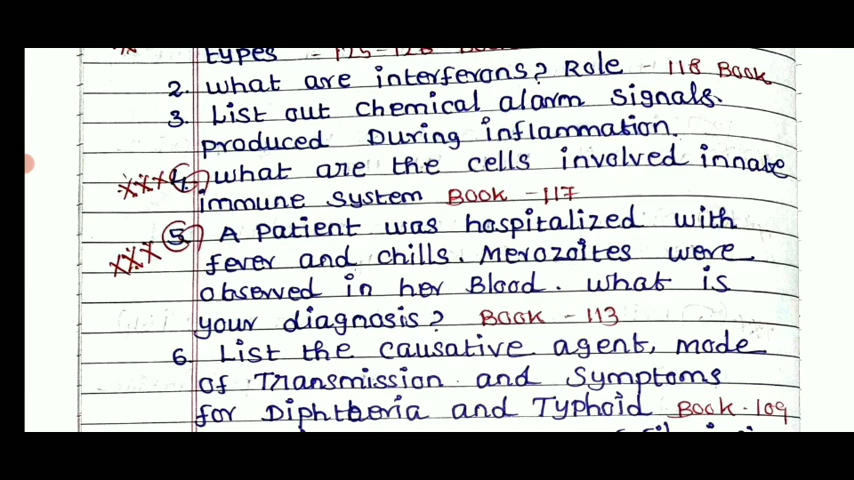 types - 125-126
2. What are interferons? Role - 118 Book
3. List out chemical alarm signals
produced During inflammation.
xxx 4. what are the cells involved innate
immune system Book - 117
xxx 5. A patient was hospitalized with
fever and chills. Merozoites were
observed in her Blood. What is
your diagnosis? Book - 113
6. List the causative agent, mode
of Transmission and Symptoms
for Diphtheria and Typhoid Book - 109